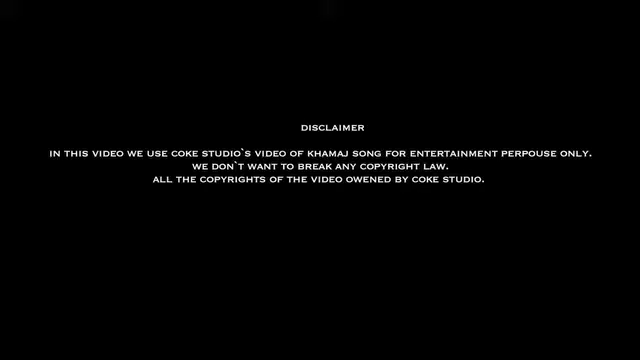 DISCLAIMER
IN THIS VIDEO WE USE COKE STUDIO`S VIDEO OF KHAMAJ SONG FOR ENTERTAINMENT PERPOUSE ONLY.
WE DON`T WANT TO BREAK ANY COPYRIGHT LAW.
ALL THE COPYRIGHTS OF THE VIDEO OWENED BY COKE STUDIO.